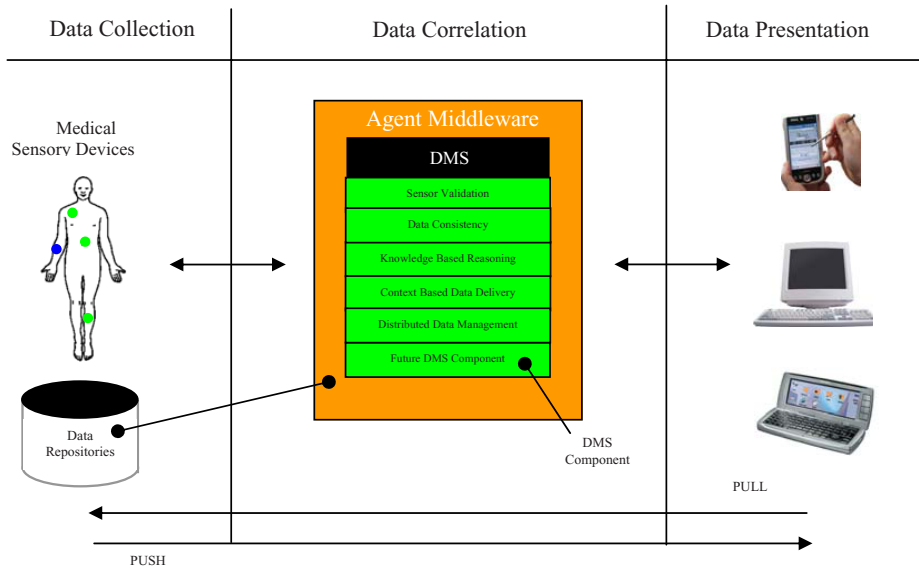 Data Collection
Data Correlation
Data Presentation
Medical
Sensory Devices
Agent Middleware
DMS
Sensor Validation
Data Consistency
Knowledge Based Reasoning
Context Based Data Delivery
Distributed Data Management
Future DMS Component
Data
Repositories
DMS
Component
PULL
PUSH